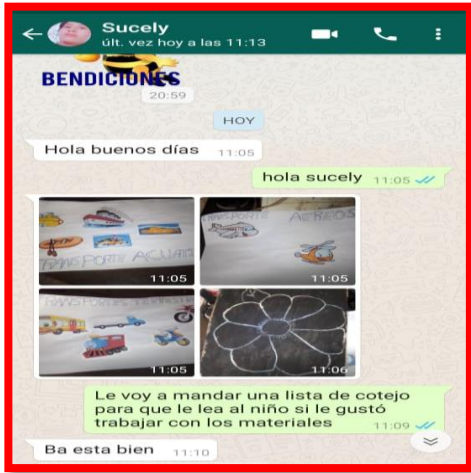 Sucely
últ. vez hoy a las 11:13
BENDICIONES
20:59
HOY
Hola buenos días 11:05
hola sucely 11:05
TRANSPORTE ACUATI
11:05
AEREOS
11:05
11:05
11:06
Le voy a mandar una lista de cotejo
para que le lea al niño si le gustó
trabajar con los materiales 11:09
Ba esta bien 11:10